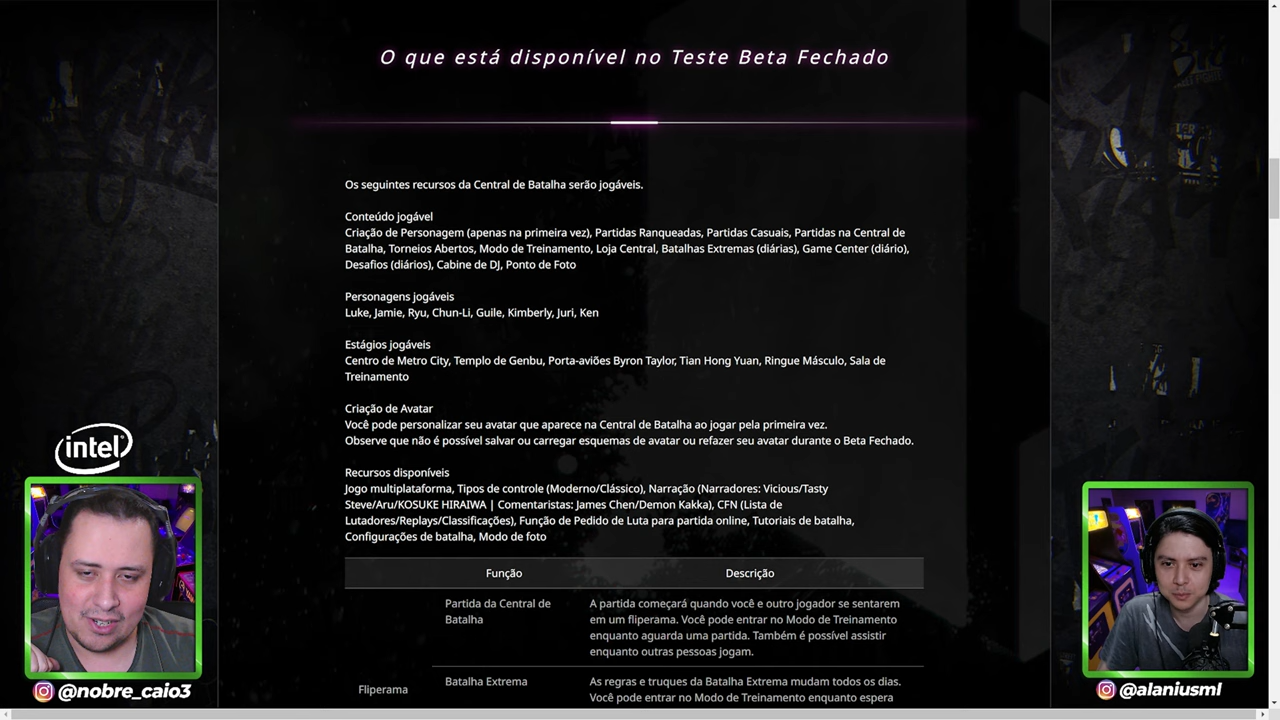 O que está disponível no Teste Beta Fechado
Os seguintes recursos da Central de Batalha serão jogáveis.
Conteúdo jogável
Criação de Personagem (apenas na primeira vez), Partidas Ranqueadas, Partidas Casuais, Partidas na Central de
Batalha, Torneios Abertos, Modo de Treinamento, Loja Central, Batalhas Extremas (diárias), Game Center (diário),
Desafios (diários), Cabine de DJ, Ponto de Foto
Personagens jogáveis
Luke, Jamie, Ryu, Chun-Li, Guile, Kimberly, Juri, Ken
Estágios jogáveis
Centro de Metro City, Templo de Genbu, Porta-aviões Byron Taylor, Tian Hong Yuan, Ringue Másculo, Sala de
Treinamento
Criação de Avatar
Você pode personalizar seu avatar que aparece na Central de Batalha ao jogar pela primeira vez.
Observe que não é possível salvar ou carregar esquemas de avatar ou refazer seu avatar durante o Beta Fechado.
Recursos disponíveis
Jogo multiplataforma, Tipos de controle (Moderno/Clássico), Narração (Narradores: Vicious/Tasty
Steve/Aru/KOSUKE HIRAIWA | Comentaristas: James Chen/Demon Kakka), CFN (Lista de
Lutadores/Replays/Classificações), Função de Pedido de Luta para partida online, Tutoriais de batalha,
Configurações de batalha, Modo de foto
Função Descrição
Partida da Central de
Batalha
A partida começará quando você e outro jogador se sentarem
em um fliperama. Você pode entrar no Modo de Treinamento
enquanto aguarda uma partida. Também é possível assistir
enquanto outras pessoas jogam.
Fliperama
Batalha Extrema
As regras e truques da Batalha Extrema mudam todos os dias.
Você pode entrar no Modo de Treinamento enquanto espera
intel
@nobre_caio3
@alaniusml